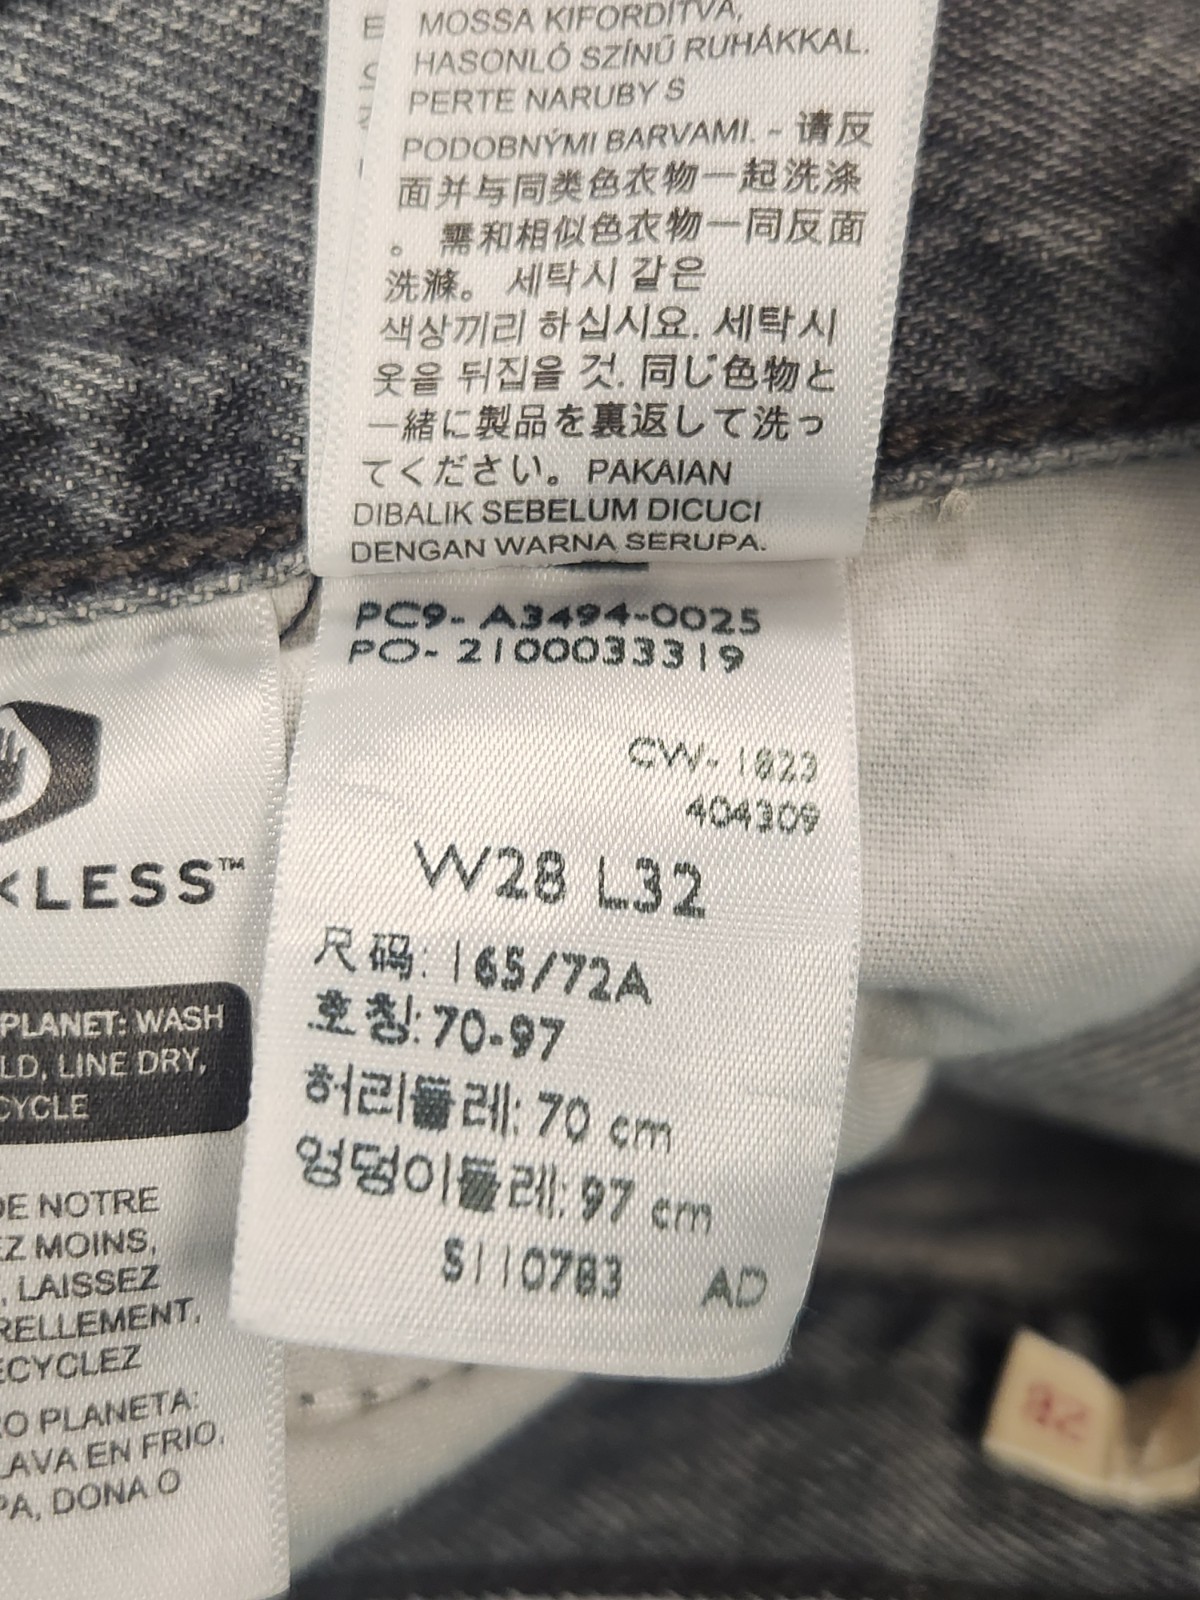 MOSSA KIFORDÍTVA,
HASONLÓ SZÍNŰ RUHÁKKAL.
PERTE NARUBY S
PODOBNÝMI BARVAMI. - 请反
面并与同类色衣物一起洗涤
。 需和相似色衣物一同反面
洗滌。 세탁시 같은
색상끼리 하십시요. 세탁시
옷을 뒤집을 것. 同じ色物と
一緒に製品を裏返して洗っ
てください。 PAKAIAN
DIBALIK SEBELUM DICUCI
DENGAN WARNA SERUPA.
PC9- A3494-0025
PO- 2100033319
CW- 1823
404309
W28 L32
尺码: 165/72A
호칭: 70-97
허리둘레: 70 cm
엉덩이둘레: 97 cm
S110783 AD
<LESS™
PLANET: WASH
LD, LINE DRY,
CYCLE
DE NOTRE
EZ MOINS,
, LAISSEZ
RELLEMENT,
ECYCLEZ
RO PLANETA:
LAVA EN FRIO,
PA, DONA O